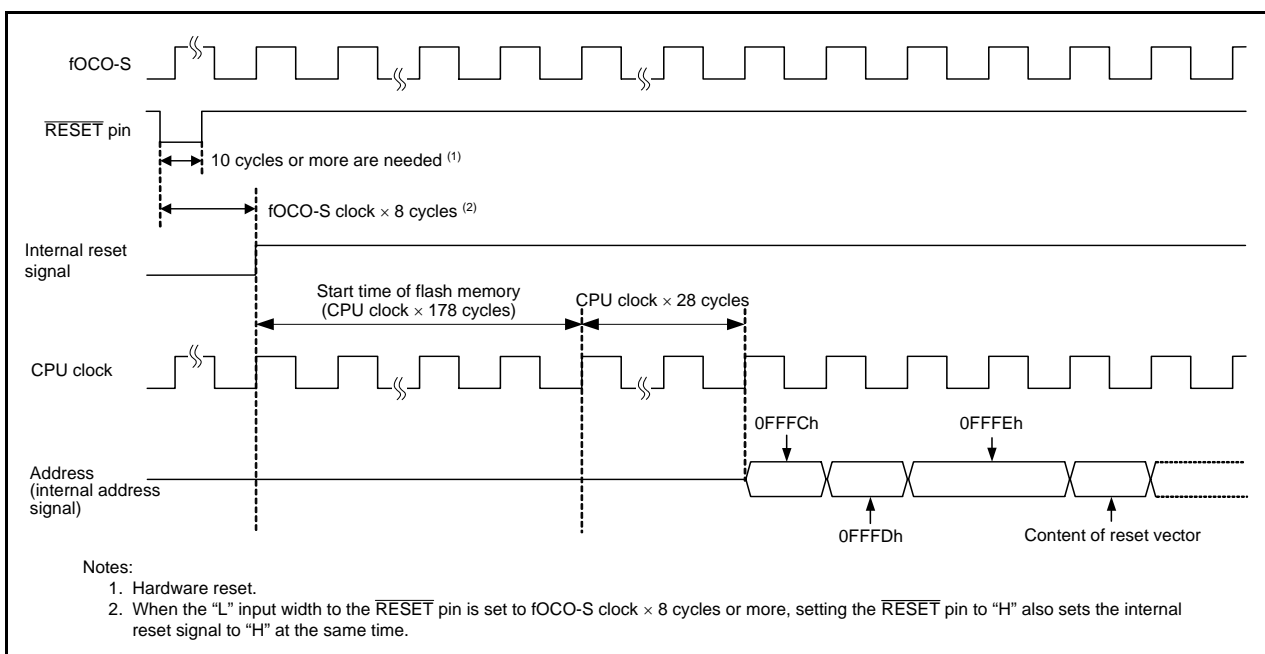 fOCO-S
RESET pin
10 cycles or more are needed (1)
fOCO-S clock × 8 cycles (2)
Internal reset
signal
Start time of flash memory
(CPU clock × 178 cycles)
CPU clock × 28 cycles
CPU clock
0FFFCh
0FFFEh
Address
(internal address
signal)
0FFFDh
Content of reset vector
Notes:
1. Hardware reset.
2. When the “L” input width to the RESET pin is set to fOCO-S clock × 8 cycles or more, setting the RESET pin to “H” also sets the internal
reset signal to “H” at the same time.